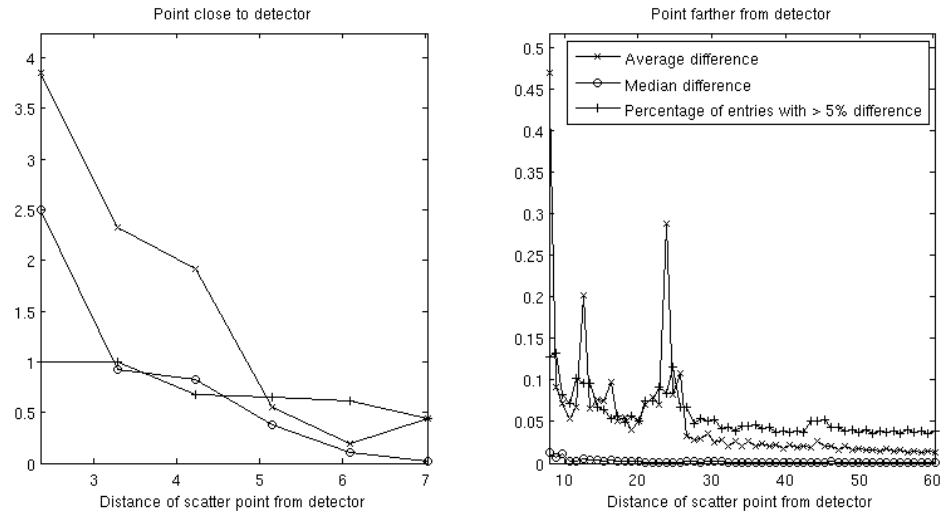 Point close to detector
4
3.5
3
2.5
2
1.5
1
0.5
0
3 4 5 6 7
Distance of scatter point from detector
Point farther from detector
0.5
0.45
0.4
0.35
0.3
0.25
0.2
0.15
0.1
0.05
0
10 20 30 40 50 60
Distance of scatter point from detector
Average difference
Median difference
Percentage of entries with > 5% difference